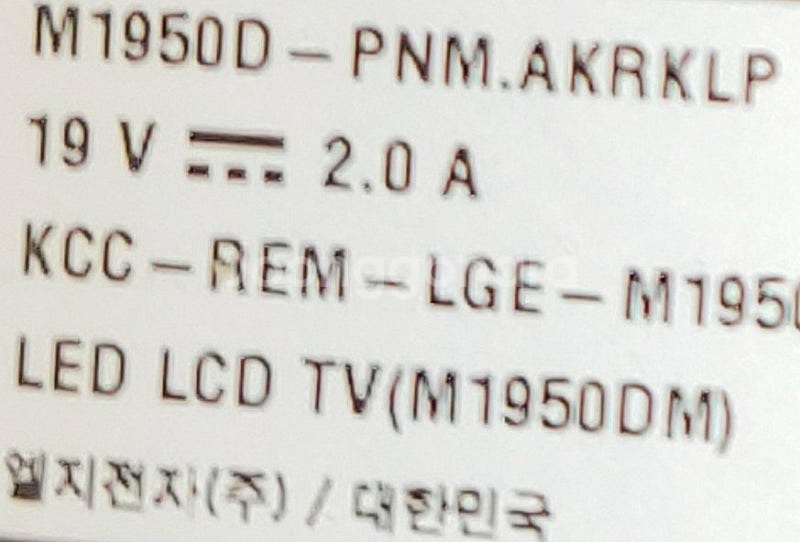 M1950D-PNM.AKRKLP
19 V ⎓ 2.0 A
KCC-REM-LGE-M1950
LED LCD TV(M1950DM)
엘지전자(주) / 대한민국